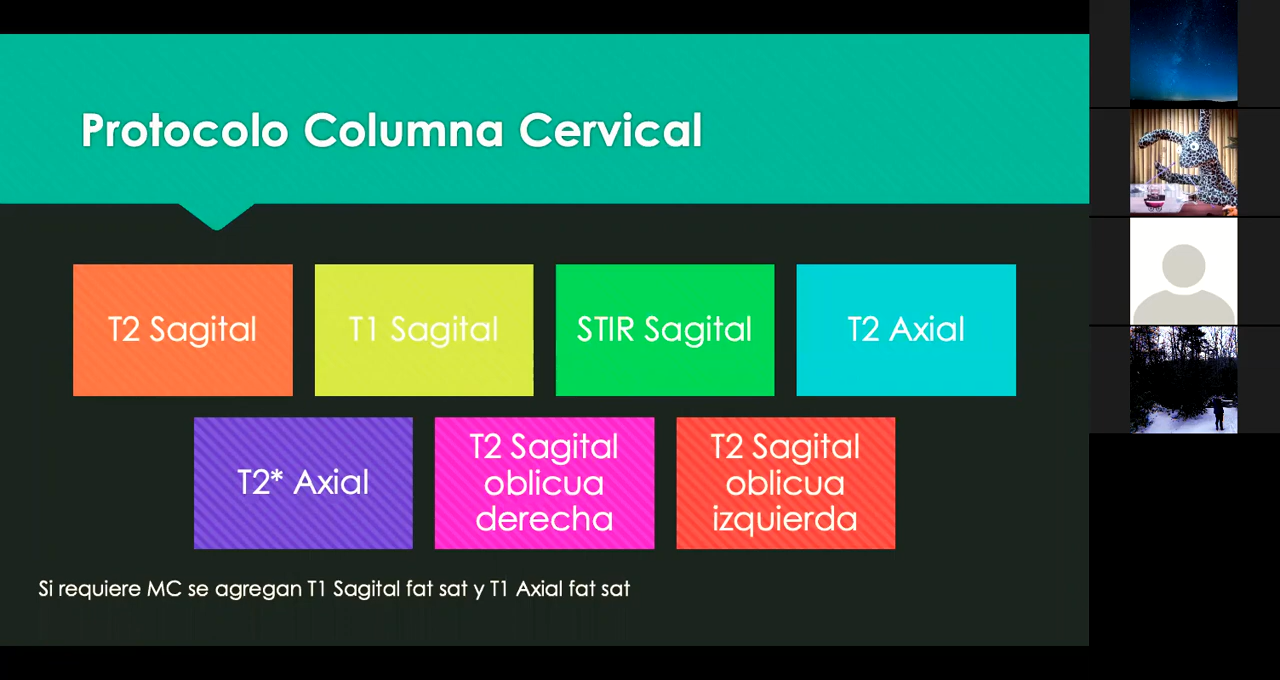 Protocolo Columna Cervical
T2 Sagital
T1 Sagital
STIR Sagital
T2 Axial
T2* Axial
T2 Sagital
oblicua
derecha
T2 Sagital
oblicua
izquierda
Si requiere MC se agregan T1 Sagital fat sat y T1 Axial fat sat